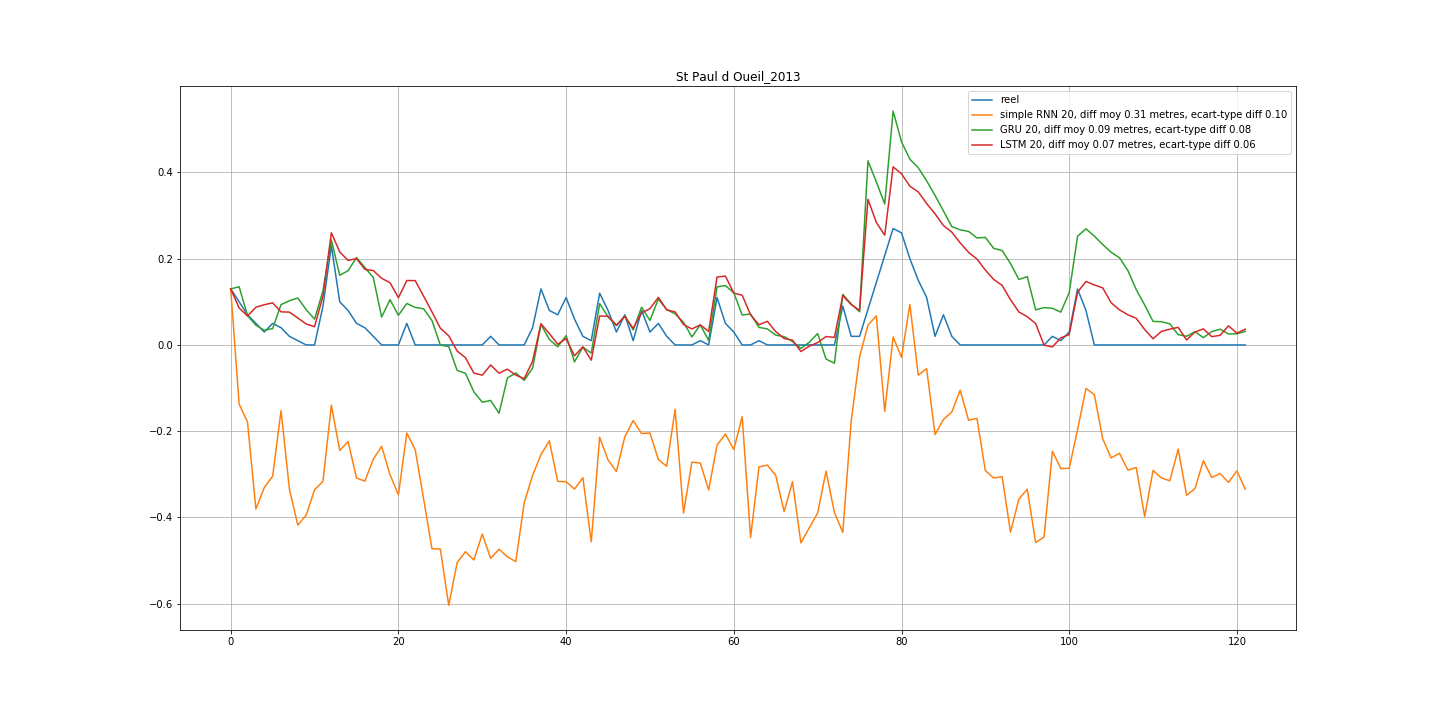 St Paul d Oueil_2013
reel
simple RNN 20, diff moy 0.31 metres, ecart-type diff 0.10
GRU 20, diff moy 0.09 metres, ecart-type diff 0.08
LSTM 20, diff moy 0.07 metres, ecart-type diff 0.06
0.4
0.2
0.0
−0.2
−0.4
−0.6
0 20 40 60 80 100 120